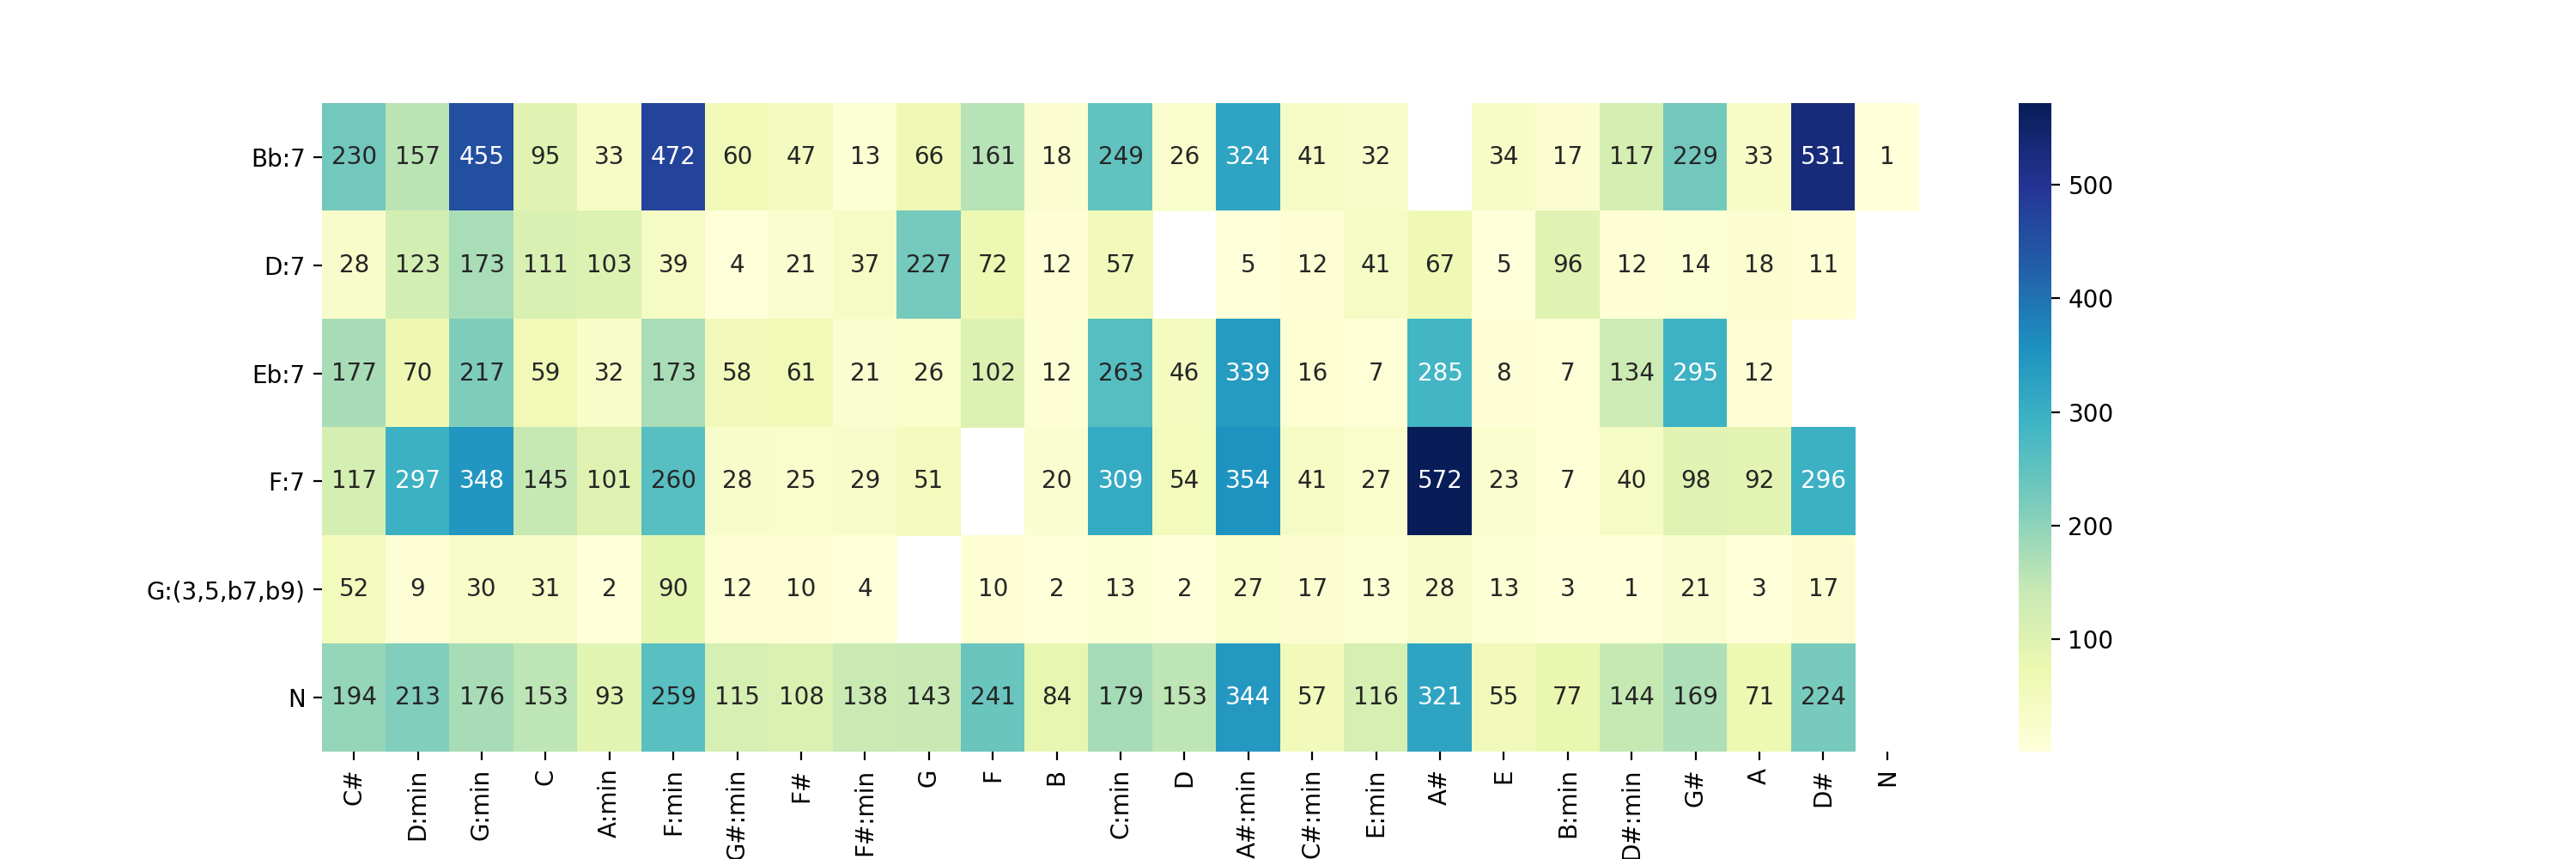 Bb:7 230 157 455 95 33 472 60 47 13 66 161 18 249 26 324 41 32 34 17 117 229 33 531 1
500
D:7 28 123 173 111 103 39 4 21 37 227 72 12 57 5 12 41 67 5 96 12 14 18 11
400
Eb:7 177 70 217 59 32 173 58 61 21 26 102 12 263 46 339 16 7 285 8 7 134 295 12
300
F:7 117 297 348 145 101 260 28 25 29 51 20 309 54 354 41 27 572 23 7 40 98 92 296
200
G:(3,5,b7,b9) 52 9 30 31 2 90 12 10 4 10 2 13 2 27 17 13 28 13 3 1 21 3 17
100
N 194 213 176 153 93 259 115 108 138 143 241 84 179 153 344 57 116 321 55 77 144 169 71 224
C# D:min G:min C A:min F:min G#:min F# F#:min G F B C:min D A#:min C#:min E:min A# E B:min D#:min G# A D# N